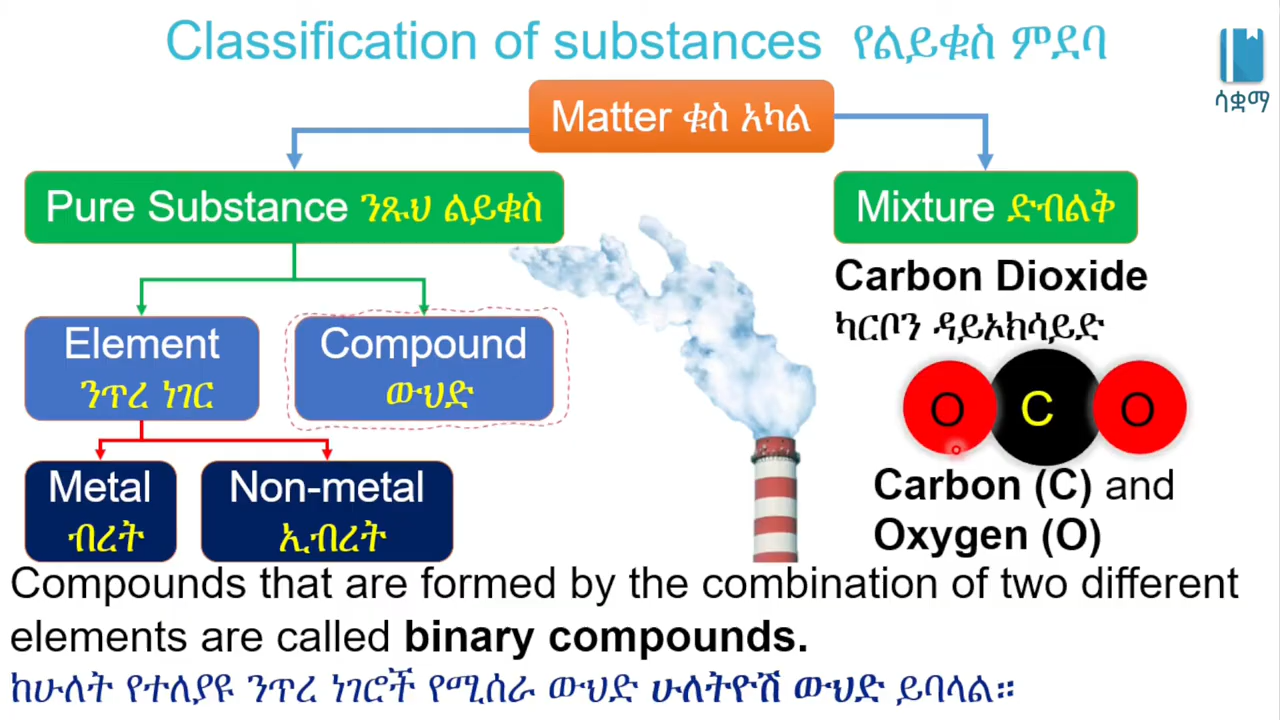 Classification of substances የልይቁስ ምደባ
ሳቋማ
Matter ቁስ አካል
Pure Substance ንጹህ ልይቁስ
Mixture ድብልቅ
Carbon Dioxide
ካርቦን ዳይኦክሳይድ
Element
ንጥረ ነገር
Compound
ውህድ
O C O
Metal
ብረት
Non-metal
ኢብረት
Carbon (C) and
Oxygen (O)
Compounds that are formed by the combination of two different
elements are called binary compounds.
ከሁለት የተለያዩ ንጥረ ነገሮች የሚሰራ ውህድ ሁለትዮሽ ውህድ ይባላል።